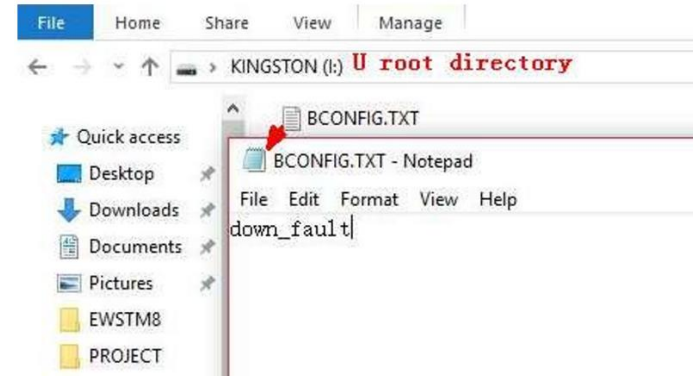 File Home Share View Manage
KINGSTON (I:) U root directory
BCONFIG.TXT
Quick access
BCONFIG.TXT - Notepad
Desktop
File Edit Format View Help
Downloads
down_fault
Documents
Pictures
EWSTM8
PROJECT